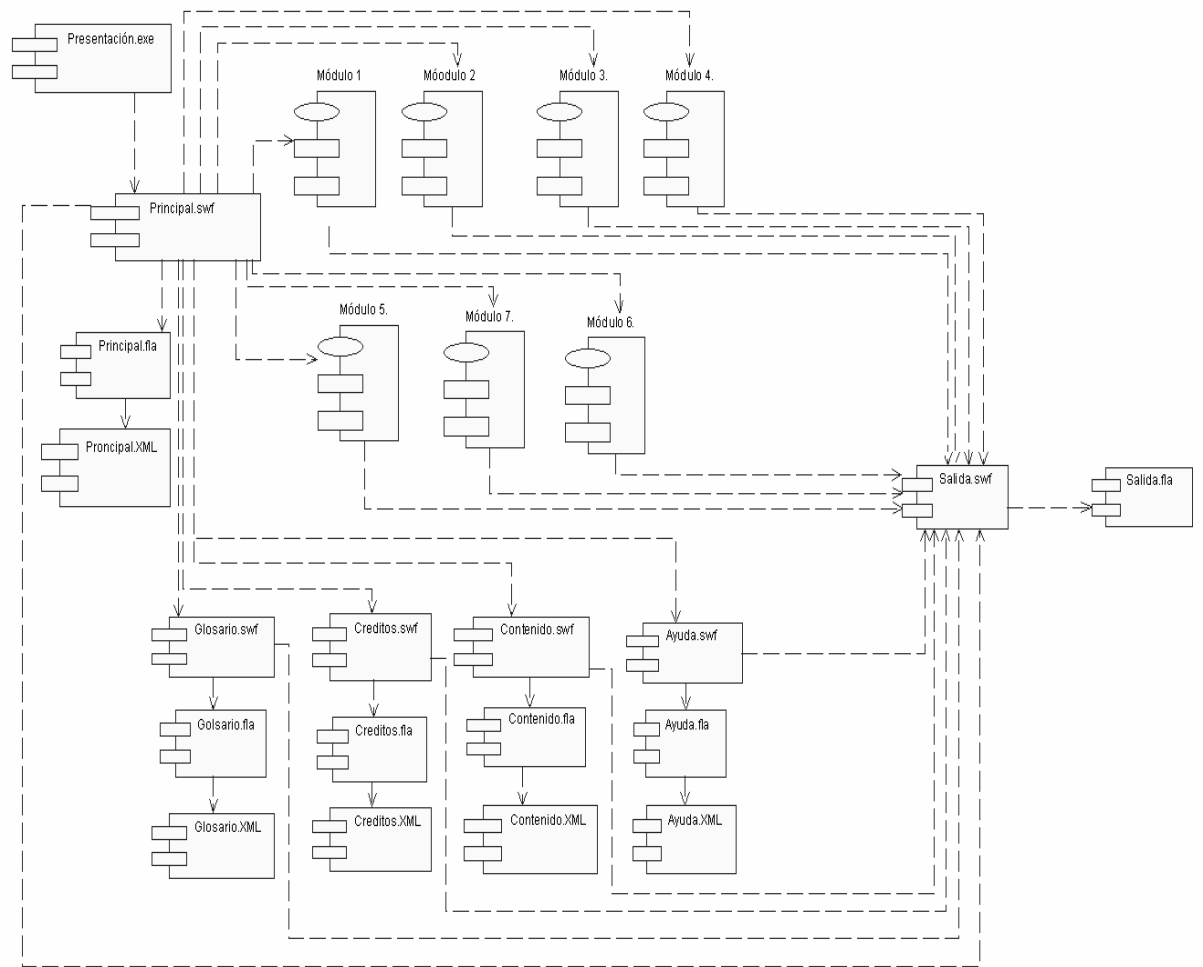 Presentación.exe
Módulo 1
Móodulo 2
Módulo 3.
Módulo 4.
Principal.swf
Módulo 5.
Módulo 7.
Módulo 6.
Principal.fla
Proncipal.XML
Salida.swf
Salida.fla
Glosario.swf
Creditos.swf
Contenido.swf
Ayuda.swf
Golsario.fla
Creditos.fla
Contenido.fla
Ayuda.fla
Glosario.XML
Creditos.XML
Contenido.XML
Ayuda.XML